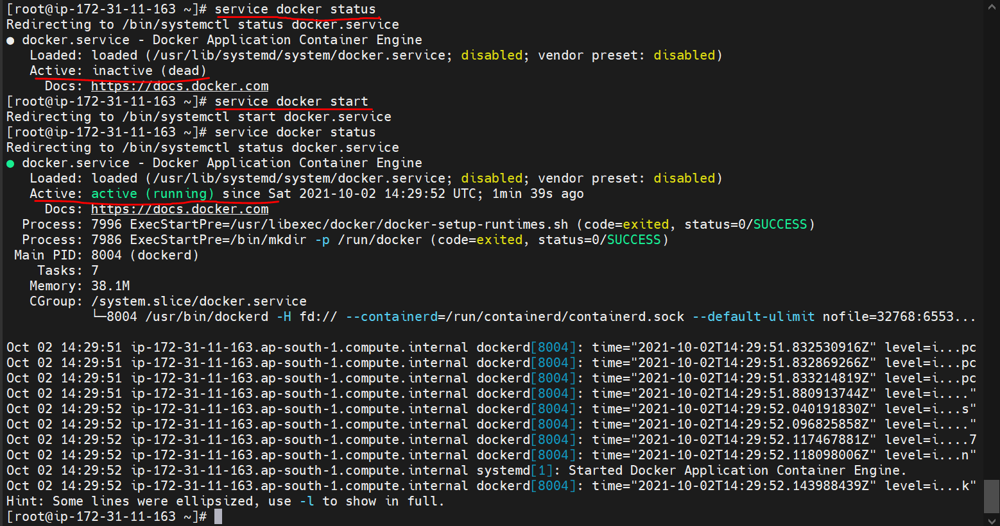 [root@ip-172-31-11-163 ~]# service docker status
Redirecting to /bin/systemctl status docker.service
● docker.service - Docker Application Container Engine
   Loaded: loaded (/usr/lib/systemd/system/docker.service; disabled; vendor preset: disabled)
   Active: inactive (dead)
     Docs: https://docs.docker.com
[root@ip-172-31-11-163 ~]# service docker start
Redirecting to /bin/systemctl start docker.service
[root@ip-172-31-11-163 ~]# service docker status
Redirecting to /bin/systemctl status docker.service
● docker.service - Docker Application Container Engine
   Loaded: loaded (/usr/lib/systemd/system/docker.service; disabled; vendor preset: disabled)
   Active: active (running) since Sat 2021-10-02 14:29:52 UTC; 1min 39s ago
     Docs: https://docs.docker.com
  Process: 7996 ExecStartPre=/usr/libexec/docker/docker-setup-runtimes.sh (code=exited, status=0/SUCCESS)
  Process: 7986 ExecStartPre=/bin/mkdir -p /run/docker (code=exited, status=0/SUCCESS)
 Main PID: 8004 (dockerd)
    Tasks: 7
   Memory: 38.1M
   CGroup: /system.slice/docker.service
           └─8004 /usr/bin/dockerd -H fd:// --containerd=/run/containerd/containerd.sock --default-ulimit nofile=32768:6553...
Oct 02 14:29:51 ip-172-31-11-163.ap-south-1.compute.internal dockerd[8004]: time="2021-10-02T14:29:51.832530916Z" level=i...pc
Oct 02 14:29:51 ip-172-31-11-163.ap-south-1.compute.internal dockerd[8004]: time="2021-10-02T14:29:51.832869266Z" level=i...pc
Oct 02 14:29:51 ip-172-31-11-163.ap-south-1.compute.internal dockerd[8004]: time="2021-10-02T14:29:51.833214819Z" level=i...pc
Oct 02 14:29:51 ip-172-31-11-163.ap-south-1.compute.internal dockerd[8004]: time="2021-10-02T14:29:51.880913744Z" level=i...."
Oct 02 14:29:52 ip-172-31-11-163.ap-south-1.compute.internal dockerd[8004]: time="2021-10-02T14:29:52.040191830Z" level=i...s"
Oct 02 14:29:52 ip-172-31-11-163.ap-south-1.compute.internal dockerd[8004]: time="2021-10-02T14:29:52.096825858Z" level=i...."
Oct 02 14:29:52 ip-172-31-11-163.ap-south-1.compute.internal dockerd[8004]: time="2021-10-02T14:29:52.117467881Z" level=i....7
Oct 02 14:29:52 ip-172-31-11-163.ap-south-1.compute.internal dockerd[8004]: time="2021-10-02T14:29:52.118098006Z" level=i...n"
Oct 02 14:29:52 ip-172-31-11-163.ap-south-1.compute.internal systemd[1]: Started Docker Application Container Engine.
Oct 02 14:29:52 ip-172-31-11-163.ap-south-1.compute.internal dockerd[8004]: time="2021-10-02T14:29:52.143988439Z" level=i...k"
Hint: Some lines were ellipsized, use -l to show in full.
[root@ip-172-31-11-163 ~]#